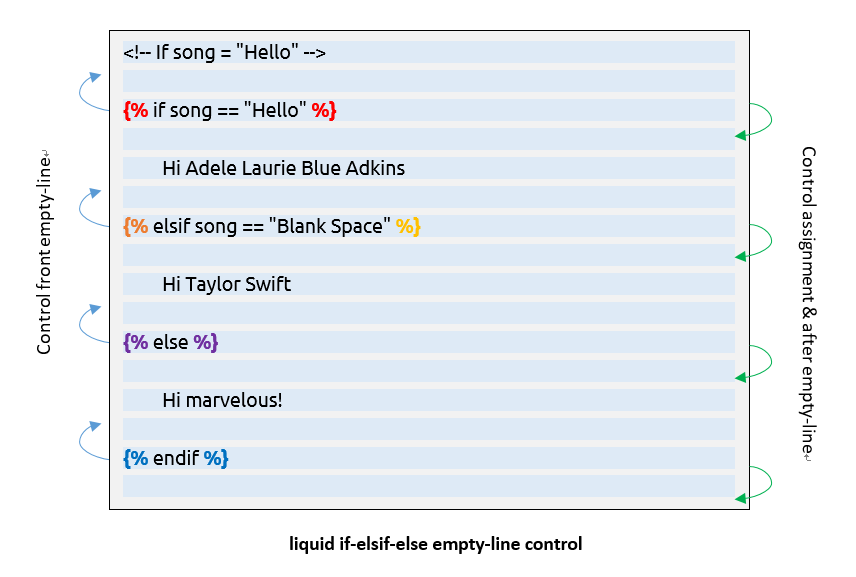 <!-- If song = "Hello" -->
{% if song == "Hello" %}
Hi Adele Laurie Blue Adkins
{% elsif song == "Blank Space" %}
Hi Taylor Swift
{% else %}
Hi marvelous!
{% endif %}
Control front empty-line↵
Control assignment & after empty-line↵
liquid if-elsif-else empty-line control